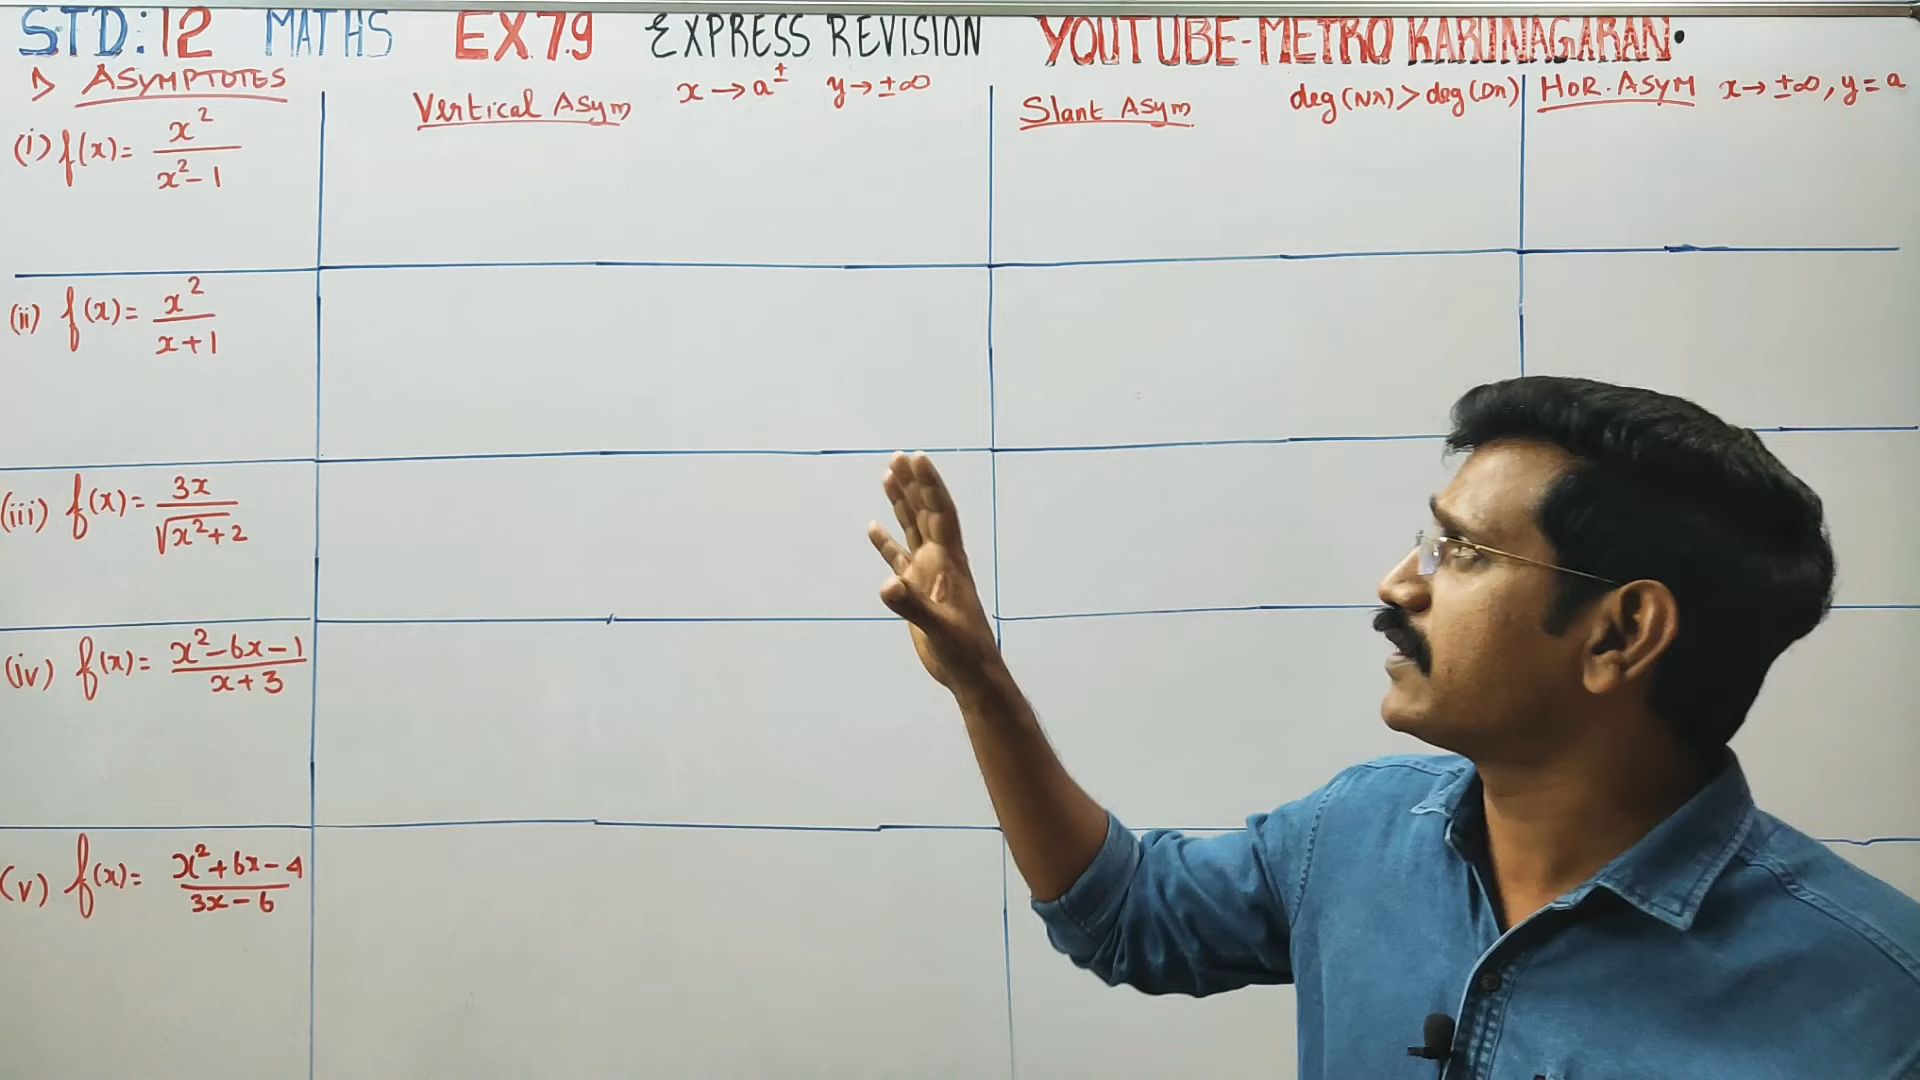 STD:12 MATHS EX 7.9 EXPRESS REVISION YOUTUBE-METRO KARUNAGARAN.
1) ASYMPTOTES
Vertical Asym x → a± y → ±∞
Slant Asym deg(Nr) > deg(Dr)
HOR. ASYM x → ±∞, y = a
(i) f(x) = x² / (x² - 1)
(ii) f(x) = x² / (x + 1)
(iii) f(x) = 3x / √(x² + 2)
(iv) f(x) = (x² - 6x - 1) / (x + 3)
(v) f(x) = (x² + 6x - 4) / (3x - 6)